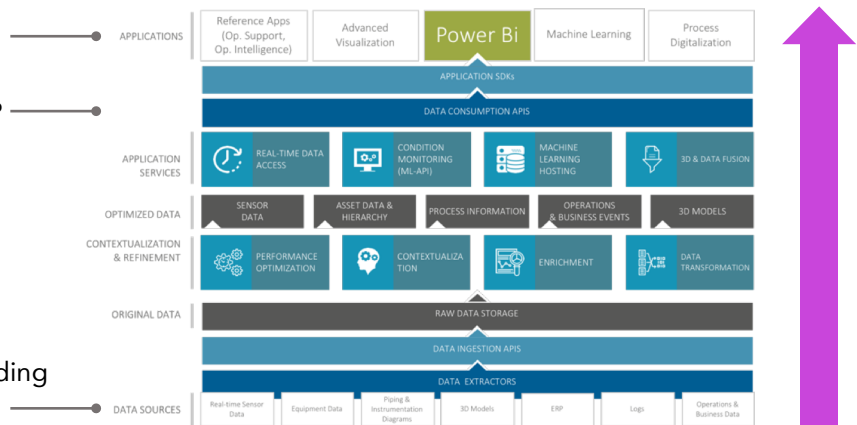 APPLICATIONS
Reference Apps
(Op. Support,
Op. Intelligence)
Advanced
Visualization
Power Bi
Machine Learning
Process
Digitalization
APPLICATION SDKs
DATA CONSUMPTION APIS
APPLICATION
SERVICES
REAL-TIME DATA
ACCESS
CONDITION
MONITORING
(ML-API)
MACHINE
LEARNING
HOSTING
3D & DATA FUSION
OPTIMIZED DATA
SENSOR
DATA
ASSET DATA &
HIERARCHY
PROCESS INFORMATION
OPERATIONS
& BUSINESS EVENTS
3D MODELS
CONTEXTUALIZATION
& REFINEMENT
PERFORMANCE
OPTIMIZATION
CONTEXTUALIZA
TION
ENRICHMENT
DATA
TRANSFORMATION
ORIGINAL DATA
RAW DATA STORAGE
DATA INGESTION APIS
ding
DATA EXTRACTORS
DATA SOURCES
Real-time Sensor
Data
Equipment Data
Piping &
Instrumentation
Diagrams
3D Models
ERP
Logs
Operations &
Business Data